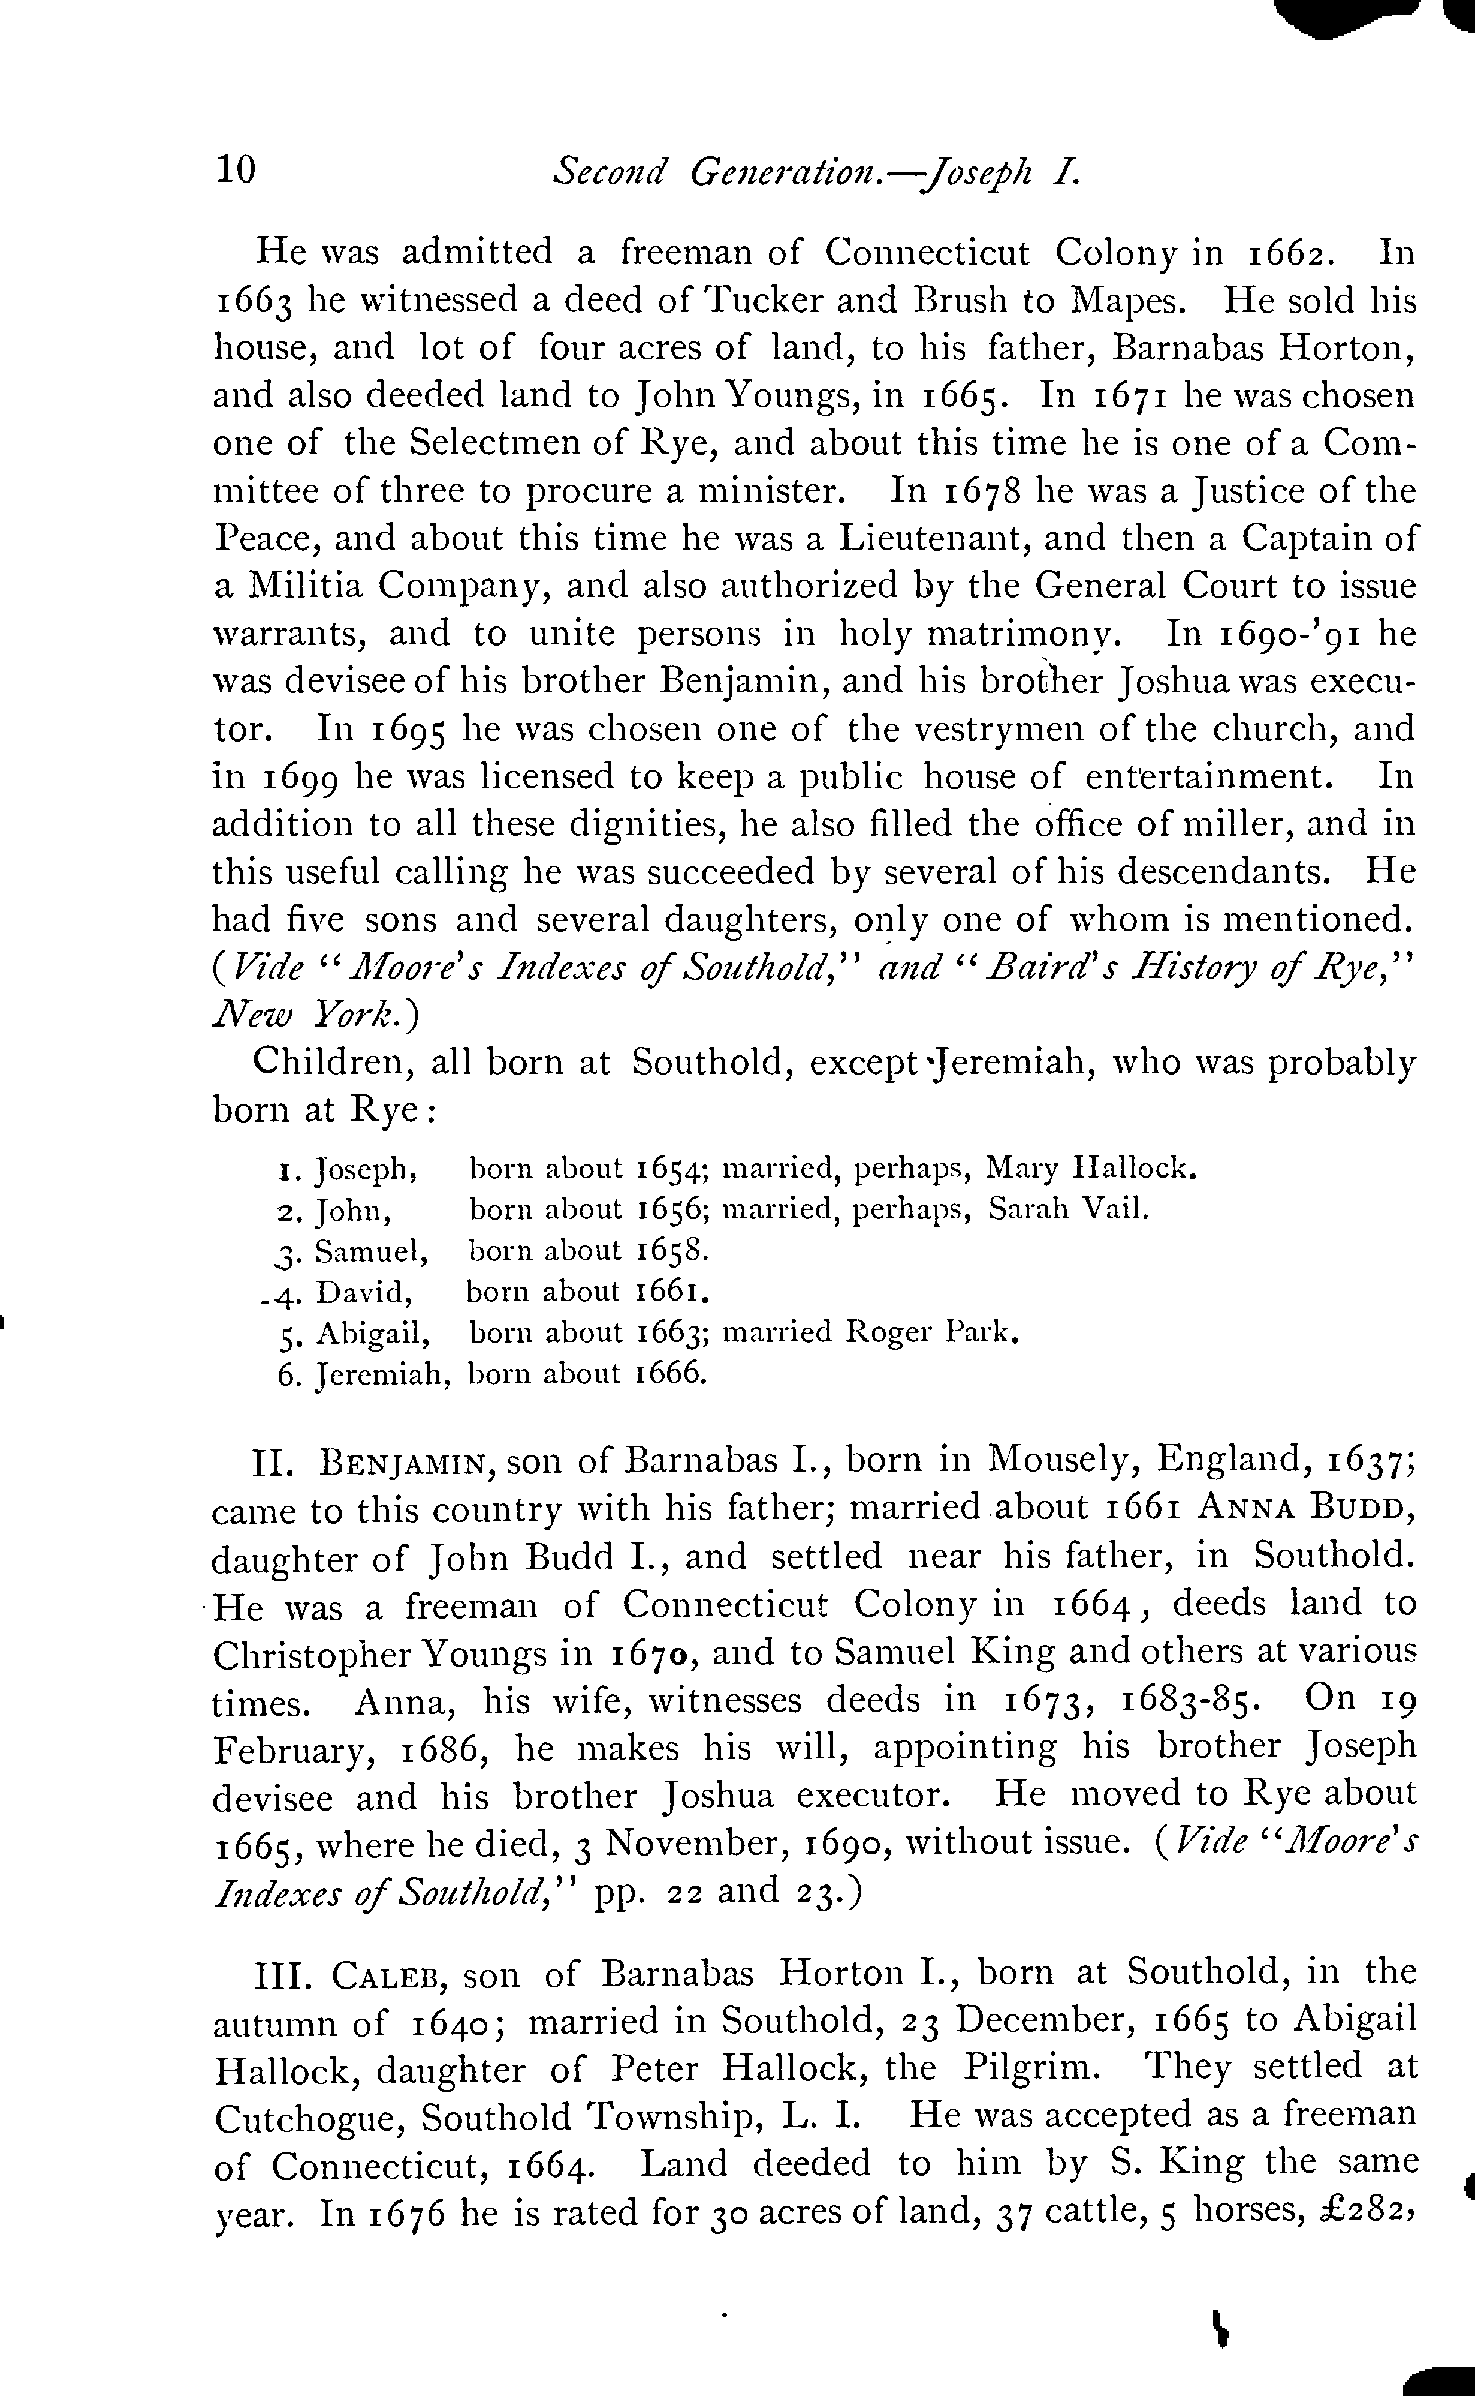 10 Second Generation.—Joseph I.
He was admitted a freeman of Connecticut Colony in 1662. In
1663 he witnessed a deed of Tucker and Brush to Mapes. He sold his
house, and lot of four acres of land, to his father, Barnabas Horton,
and also deeded land to John Youngs, in 1665. In 1671 he was chosen
one of the Selectmen of Rye, and about this time he is one of a Com-
mittee of three to procure a minister. In 1678 he was a Justice of the
Peace, and about this time he was a Lieutenant, and then a Captain of
a Militia Company, and also authorized by the General Court to issue
warrants, and to unite persons in holy matrimony. In 1690-'91 he
was devisee of his brother Benjamin, and his brother Joshua was execu-
tor. In 1695 he was chosen one of the vestrymen of the church, and
in 1699 he was licensed to keep a public house of entertainment. In
addition to all these dignities, he also filled the office of miller, and in
this useful calling he was succeeded by several of his descendants. He
had five sons and several daughters, only one of whom is mentioned.
(Vide "Moore's Indexes of Southold," and "Baird's History of Rye,"
New York.)
Children, all born at Southold, except Jeremiah, who was probably
born at Rye:
1. Joseph, born about 1654; married, perhaps, Mary Hallock.
2. John, born about 1656; married, perhaps, Sarah Vail.
3. Samuel, born about 1658.
4. David, born about 1661.
5. Abigail, born about 1663; married Roger Park.
6. Jeremiah, born about 1666.
II. BENJAMIN, son of Barnabas I., born in Mousely, England, 1637;
came to this country with his father; married about 1661 ANNA BUDD,
daughter of John Budd I., and settled near his father, in Southold.
He was a freeman of Connecticut Colony in 1664, deeds land to
Christopher Youngs in 1670, and to Samuel King and others at various
times. Anna, his wife, witnesses deeds in 1673, 1683-85. On 19
February, 1686, he makes his will, appointing his brother Joseph
devisee and his brother Joshua executor. He moved to Rye about
1665, where he died, 3 November, 1690, without issue. (Vide "Moore's
Indexes of Southold," pp. 22 and 23.)
III. CALEB, son of Barnabas Horton I., born at Southold, in the
autumn of 1640; married in Southold, 23 December, 1665 to Abigail
Hallock, daughter of Peter Hallock, the Pilgrim. They settled at
Cutchogue, Southold Township, L. I. He was accepted as a freeman
of Connecticut, 1664. Land deeded to him by S. King the same
year. In 1676 he is rated for 30 acres of land, 37 cattle, 5 horses, £282,